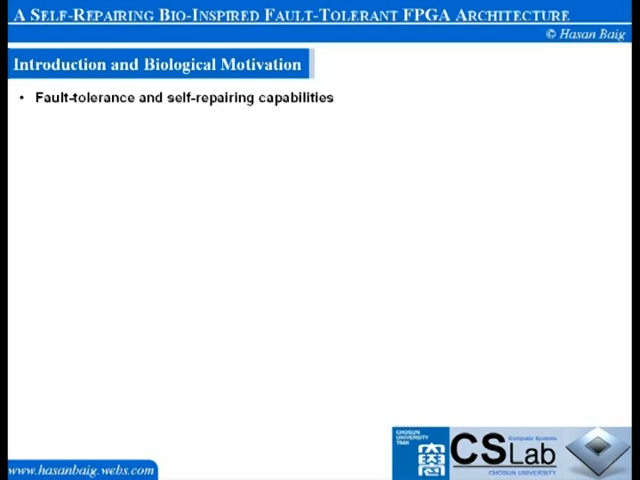 A Self-Repairing Bio-Inspired Fault-Tolerant FPGA Architecture
© Hasan Baig
Introduction and Biological Motivation
• Fault-tolerance and self-repairing capabilities
CHOSUN
UNIVERSITY
1946
CS Lab
Computer Systems
CHOSUN UNIVERSITY
www.hasanbaig.webs.com